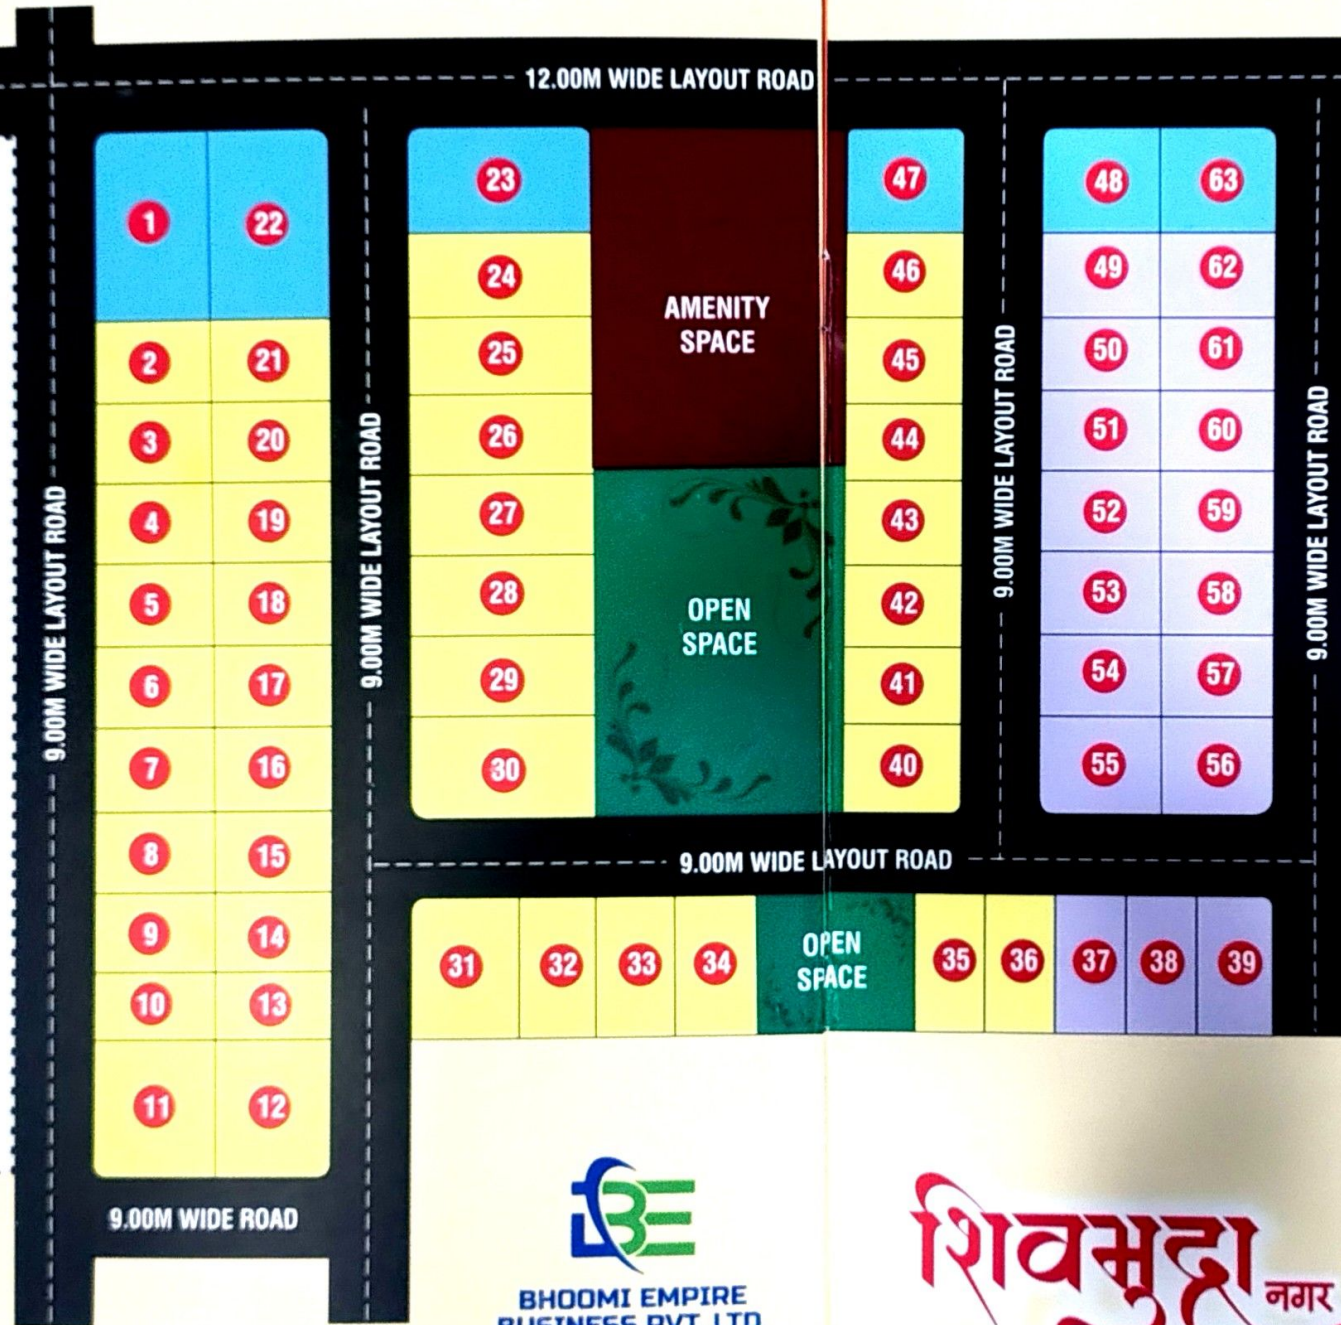 12.00M WIDE LAYOUT ROAD
1 22
23
AMENITY
SPACE
47
48 63
24
46
49 62
2 21
25
45
50 61
3 20
26
44
51 60
4 19
27
43
52 59
5 18
28
OPEN
SPACE
42
53 58
6 17
29
41
54 57
7 16
30
40
55 56
8 15
9 14
10 13
11 12
9.00M WIDE LAYOUT ROAD
9.00M WIDE LAYOUT ROAD
9.00M WIDE LAYOUT ROAD
9.00M WIDE LAYOUT ROAD
9.00M WIDE LAYOUT ROAD
31 32 33 34
OPEN
SPACE
35 36 37 38 39
9.00M WIDE ROAD
BE
BHOOMI EMPIRE
BUSINESS PVT. LTD
शिवमुद्रा
नगर